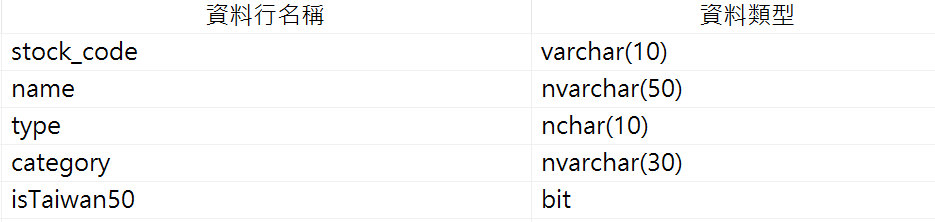 資料行名稱 資料類型
stock_code varchar(10)
name nvarchar(50)
type nchar(10)
category nvarchar(30)
isTaiwan50 bit